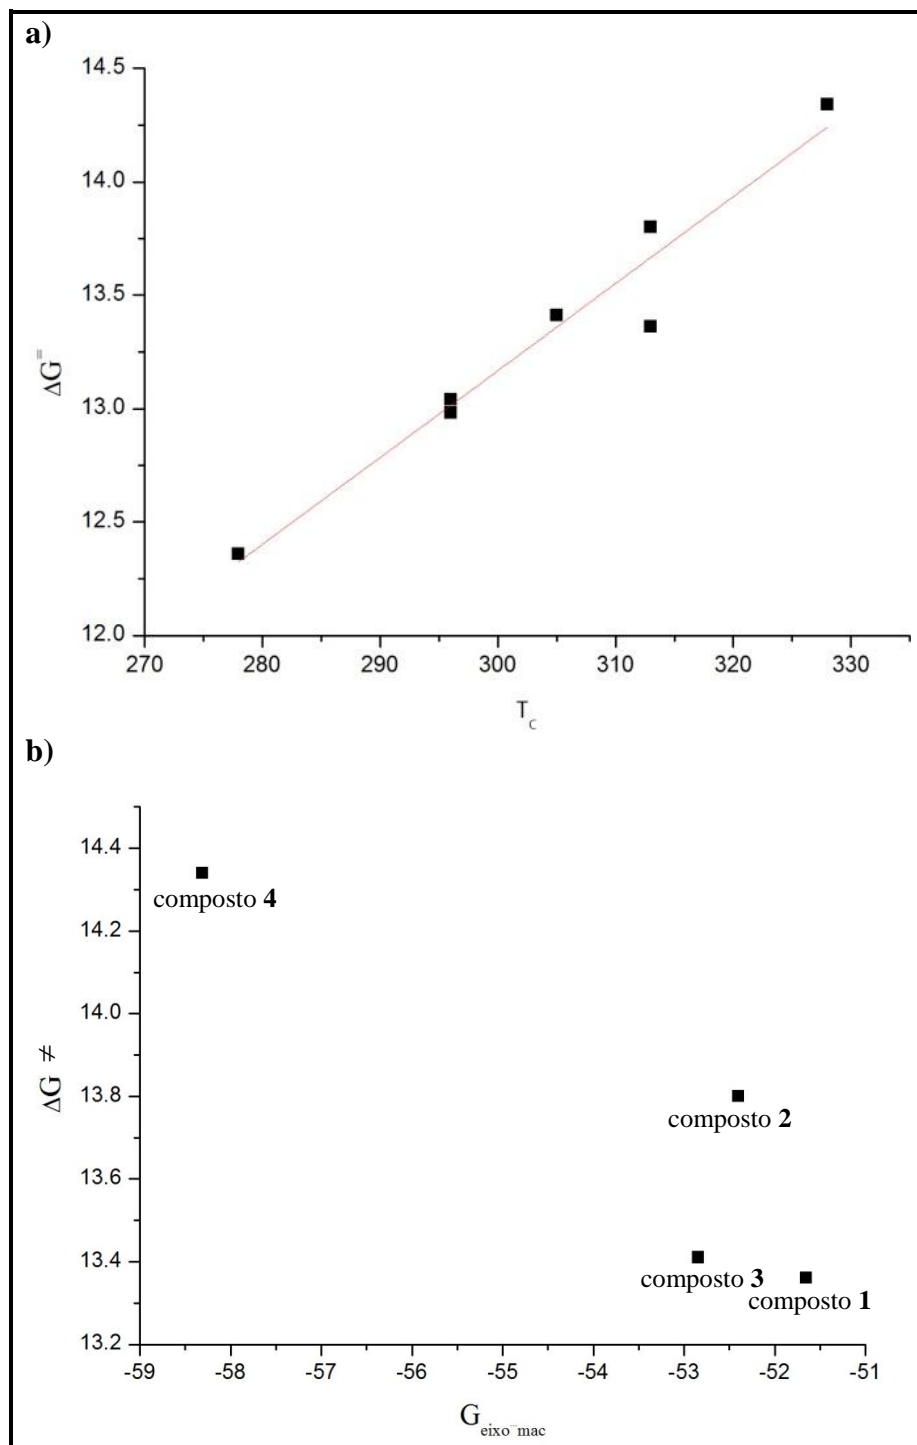 a)
14.5
14.0
13.5
13.0
12.5
12.0
ΔG⁼
270 280 290 300 310 320 330
T_c
b)
14.4
14.2
14.0
13.8
13.6
13.4
13.2
ΔG ≠
composto 4
composto 2
composto 3
composto 1
-59 -58 -57 -56 -55 -54 -53 -52 -51
G_eixo-mac